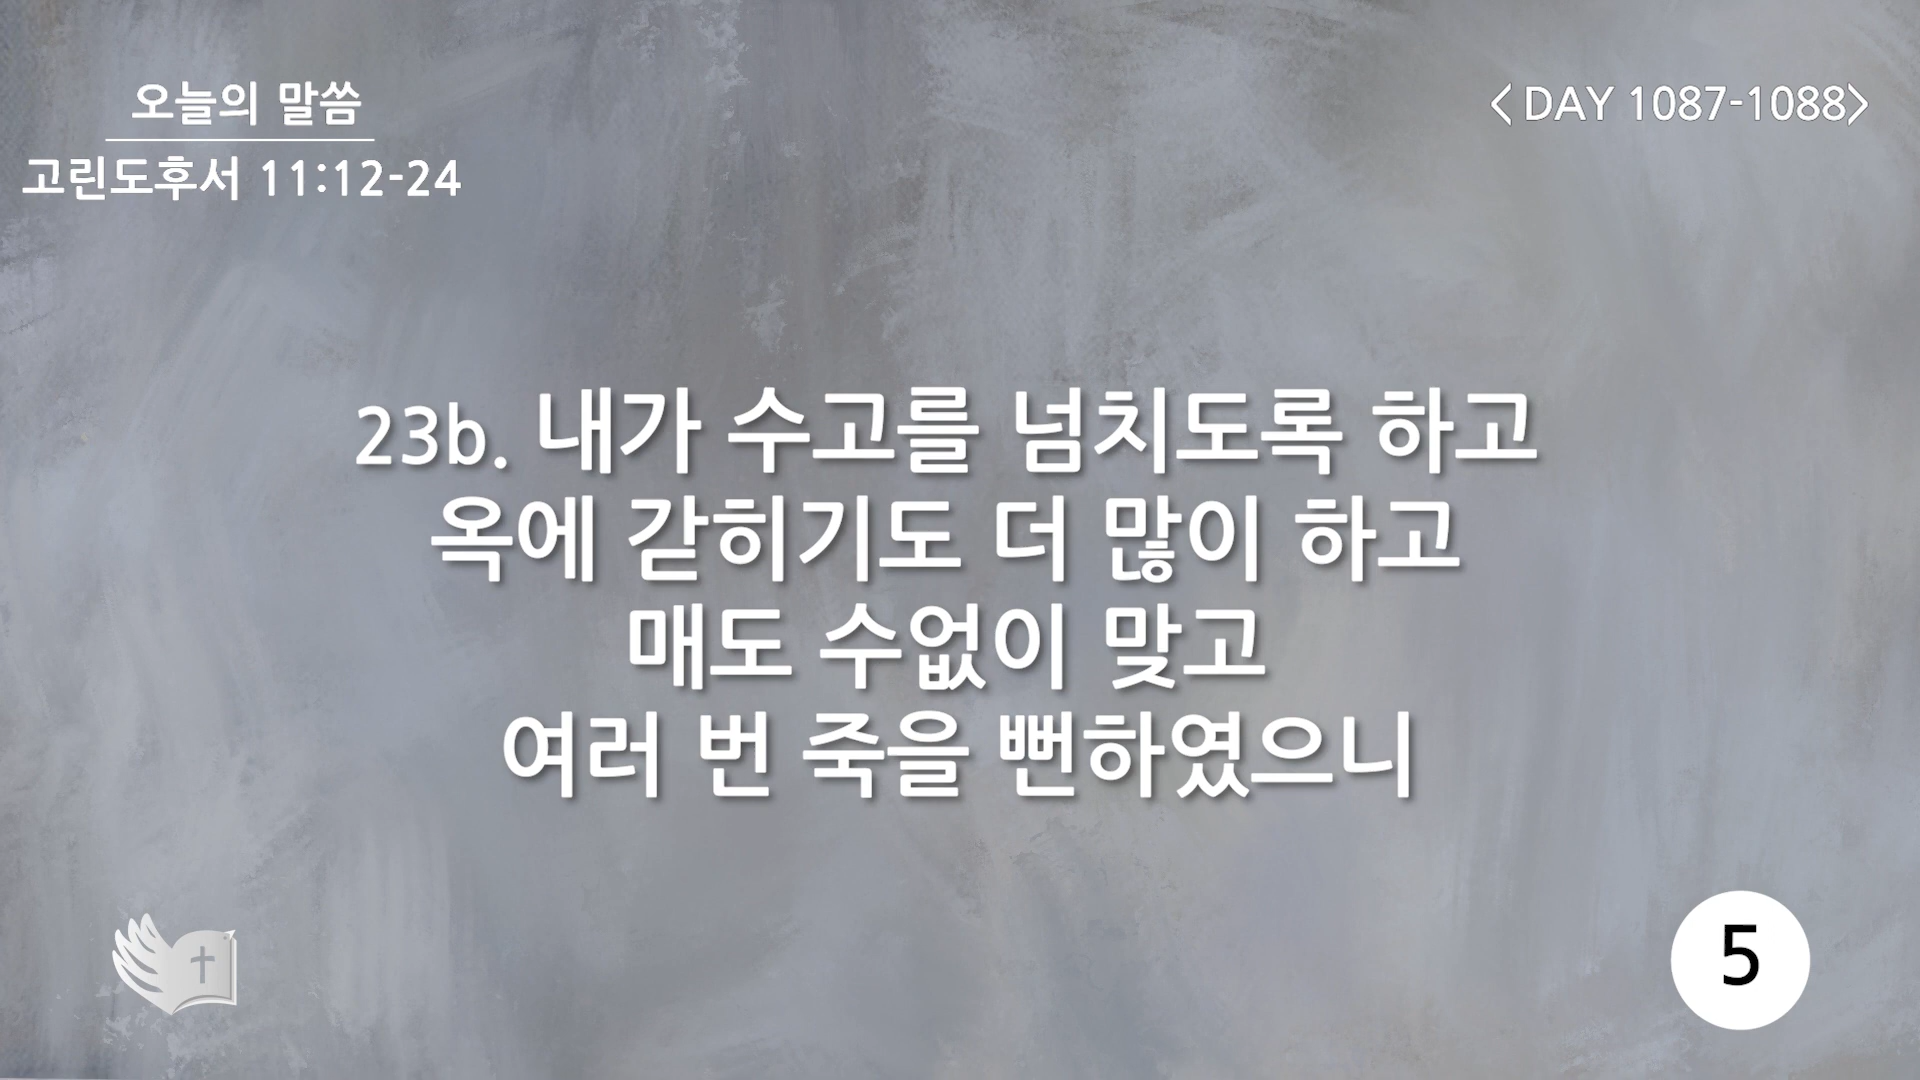 오늘의 말씀
고린도후서 11:12-24
<DAY 1087-1088>
23b. 내가 수고를 넘치도록 하고
옥에 갇히기도 더 많이 하고
매도 수없이 맞고
여러 번 죽을 뻔하였으니
5